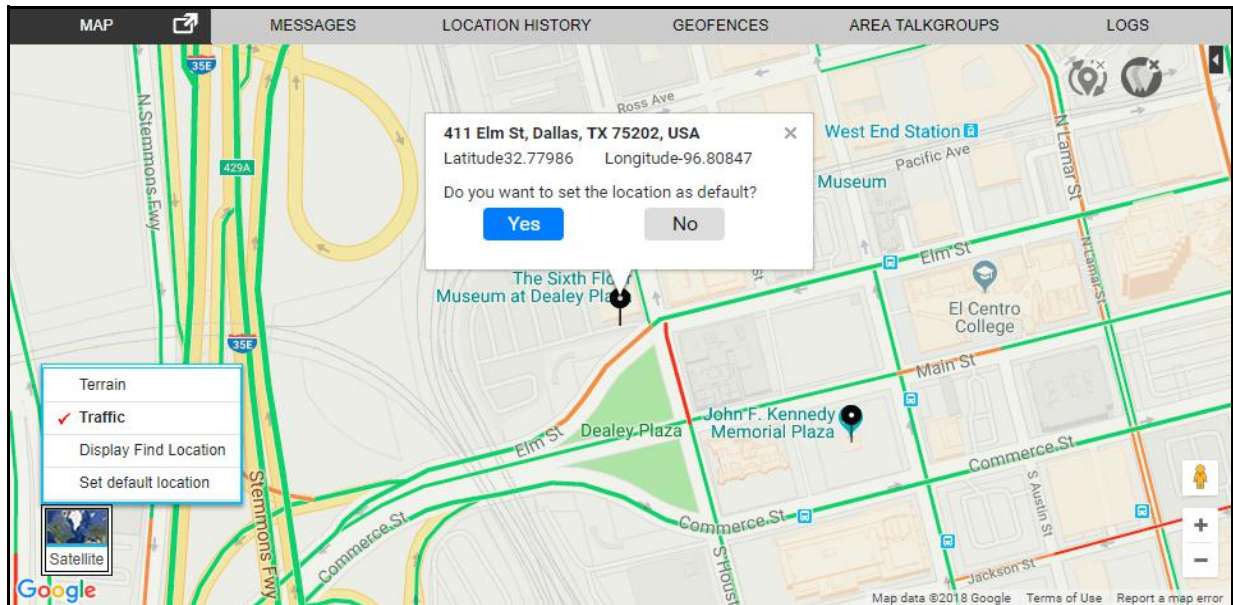 MAP
MESSAGES
LOCATION HISTORY
GEOFENCES
AREA TALKGROUPS
LOGS
35E
N Stemmons Fwy
429A
Ross Ave
411 Elm St, Dallas, TX 75202, USA
Latitude32.77986 Longitude-96.80847
Do you want to set the location as default?
Yes
No
West End Station
Pacific Ave
Museum
N Lamar St
N Lamar St
The Sixth Floor
Museum at Dealey Plaza
St
Elm St
El Centro
College
35E
Main St
Terrain
Traffic
Display Find Location
Set default location
Elm St
Dealey Plaza
John F. Kennedy
Memorial Plaza
Commerce St
Stemmons Fwy
Commerce St
Commerce St
S Austin St
S Houst
Jackson St
Satellite
Google
Map data ©2018 Google Terms of Use Report a map error